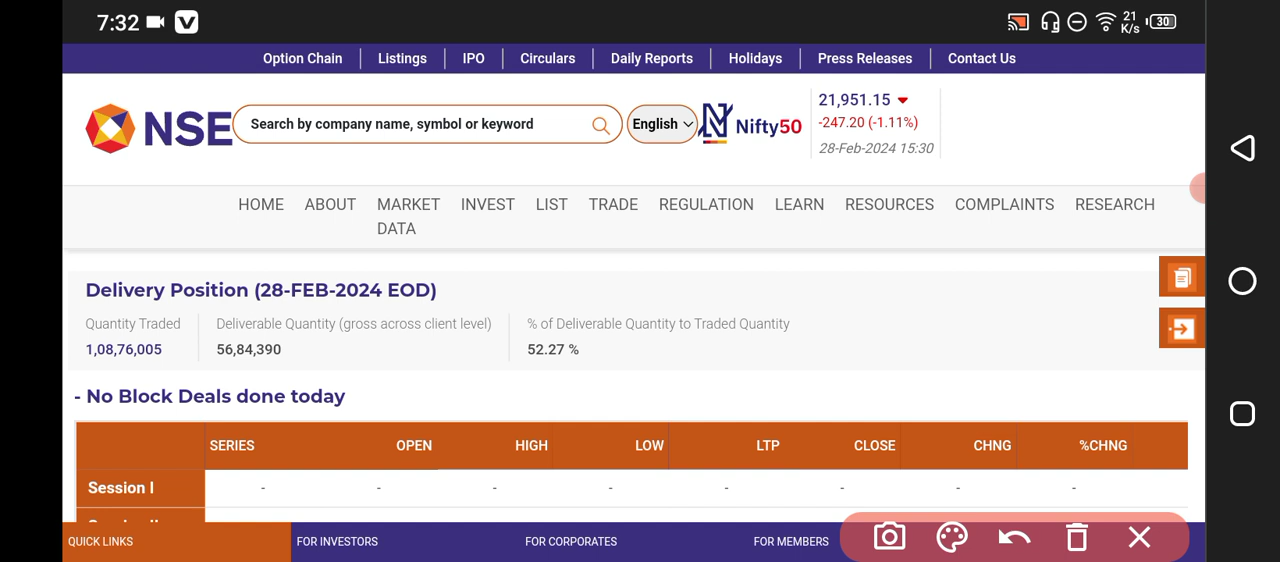 7:32
21
K/s
30
Option Chain Listings IPO Circulars Daily Reports Holidays Press Releases Contact Us
NSE
Search by company name, symbol or keyword
English
Nifty50
21,951.15
-247.20 (-1.11%)
28-Feb-2024 15:30
HOME ABOUT MARKET DATA INVEST LIST TRADE REGULATION LEARN RESOURCES COMPLAINTS RESEARCH
Delivery Position (28-FEB-2024 EOD)
Quantity Traded Deliverable Quantity (gross across client level) % of Deliverable Quantity to Traded Quantity
1,08,76,005 56,84,390 52.27 %
- No Block Deals done today
SERIES OPEN HIGH LOW LTP CLOSE CHNG %CHNG
Session I - - - - - - - -
QUICK LINKS FOR INVESTORS FOR CORPORATES FOR MEMBERS